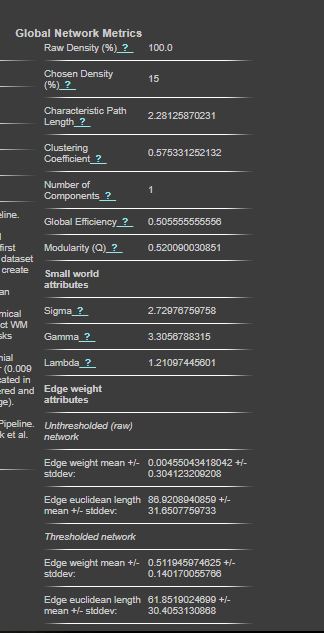 Global Network Metrics
Raw Density (%) ? 100.0
Chosen Density
(%) ? 15
Characteristic Path
Length ? 2.28125870231
Clustering
Coefficient ? 0.575331252132
Number of
Components ? 1
Global Efficiency ? 0.505555555556
Modularity (Q) ? 0.520090030851
Small world
attributes
Sigma ? 2.72976759758
Gamma ? 3.3056788315
Lambda ? 1.21097445601
Edge weight
attributes
Unthresholded (raw)
network
Edge weight mean +/- 0.00455043418042 +/-
stddev: 0.304123209208
Edge euclidean length 86.9208940859 +/-
mean +/- stddev: 31.6507759733
Thresholded network
Edge weight mean +/- 0.511945974625 +/-
stddev: 0.140170055766
Edge euclidean length 61.8519024699 +/-
mean +/- stddev: 30.4053130868
eline.
first
dataset
create
an
mical
ct WM
sks
nial
(0.009
cated in
ered and
ge).
Pipeline.
k et al.